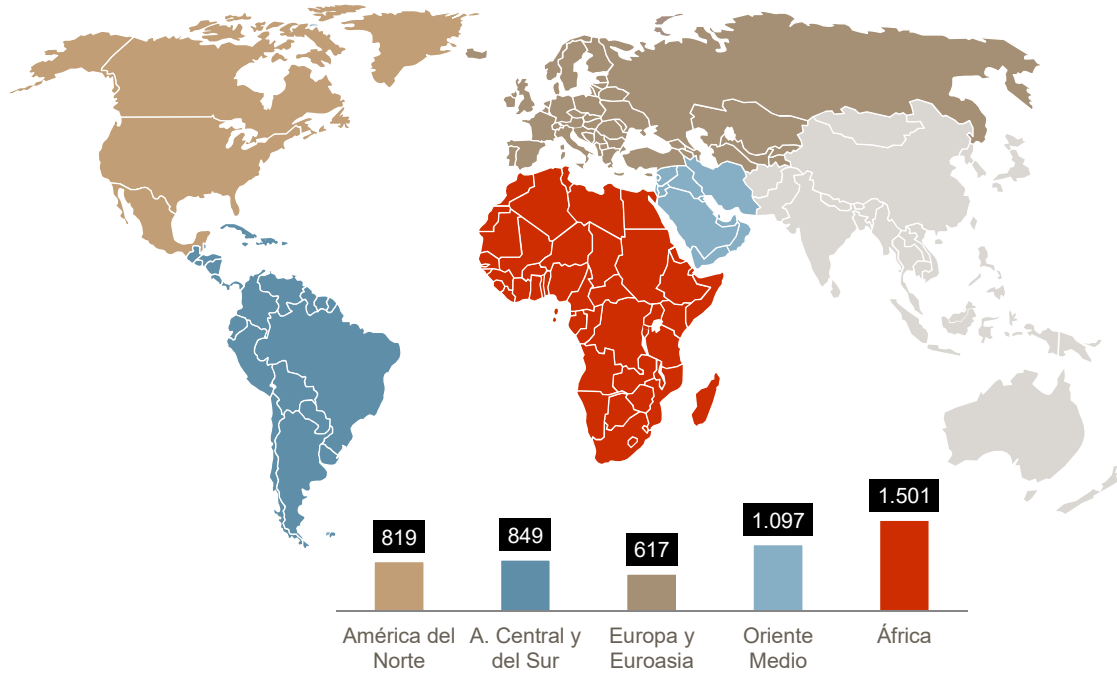 819
849
617
1.097
1.501
América del
Norte
A. Central y
del Sur
Europa y
Euroasia
Oriente
Medio
África